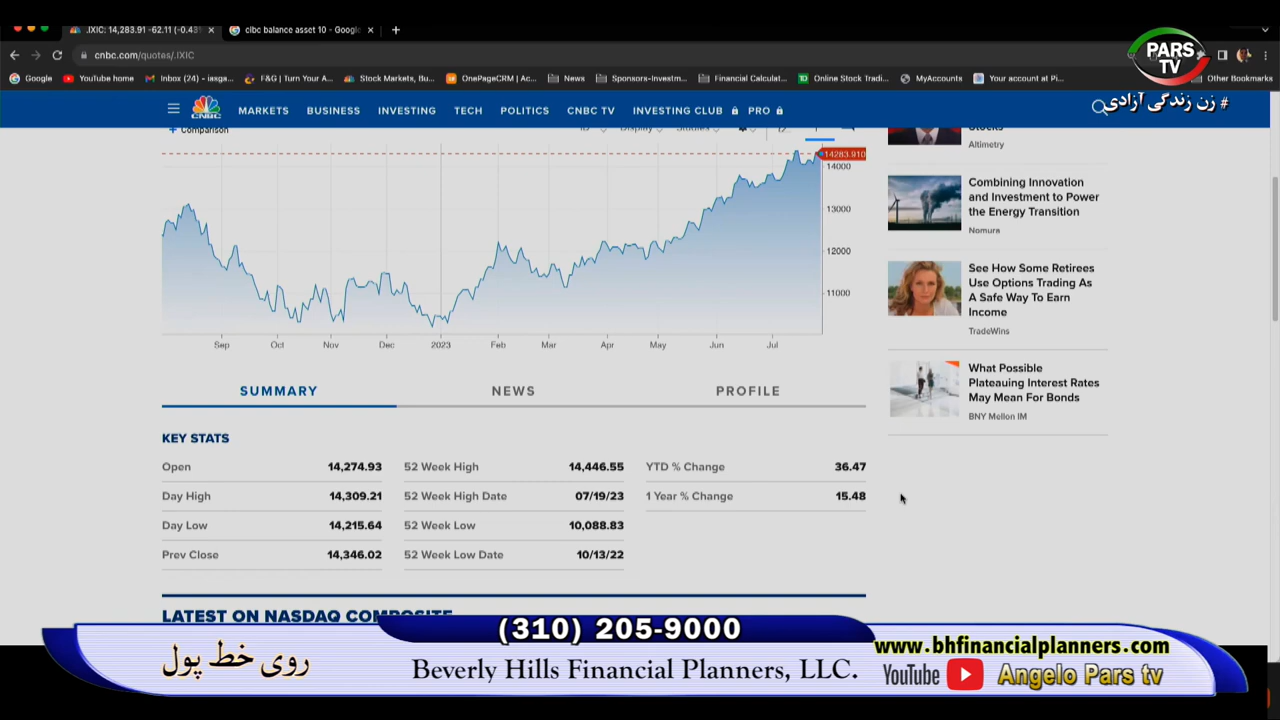 .IXIC: 14,283.91 -62.11 (-0.43%
cibc balance asset 10 - Google
cnbc.com/quotes/.IXIC
PARS
TV
Google
YouTube home
Inbox (24) - iasga...
F&G | Turn Your A...
Stock Markets, Bu...
OnePageCRM | Ac...
News
Sponsors-Investm...
Financial Calculat...
Online Stock Tradi...
MyAccounts
Your account at Pi...
Other Bookmarks
# زن زندگی آزادی
CNBC
MARKETS
BUSINESS
INVESTING
TECH
POLITICS
CNBC TV
INVESTING CLUB
PRO
+ Comparison
Display
Studies
14283.910
14000
13000
12000
11000
Sep
Oct
Nov
Dec
2023
Feb
Mar
Apr
May
Jun
Jul
Stocks
Altimetry
Combining Innovation
and Investment to Power
the Energy Transition
Nomura
See How Some Retirees
Use Options Trading As
A Safe Way To Earn
Income
TradeWins
What Possible
Plateauing Interest Rates
May Mean For Bonds
BNY Mellon IM
SUMMARY
NEWS
PROFILE
KEY STATS
Open 14,274.93
Day High 14,309.21
Day Low 14,215.64
Prev Close 14,346.02
52 Week High 14,446.55
52 Week High Date 07/19/23
52 Week Low 10,088.83
52 Week Low Date 10/13/22
YTD % Change 36.47
1 Year % Change 15.48
LATEST ON NASDAQ COMPOSITE
(310) 205-9000
روی خط پول
Beverly Hills Financial Planners, LLC.
www.bhfinancialplanners.com
YouTube Angelo Pars tv